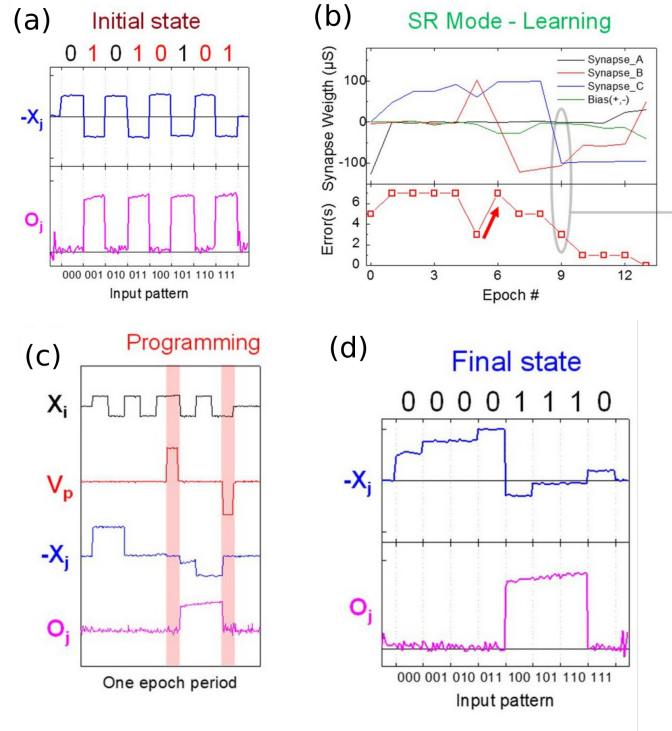 (a)
Initial state
0 1 0 1 0 1 0 1
-Xj
Oj
000 001 010 011 100 101 110 111
Input pattern
(b)
SR Mode - Learning
Synapse Weigth (µS)
100
0
-100
Synapse_A
Synapse_B
Synapse_C
Bias(+,-)
Error(s)
6
4
2
0
0 3 6 9 12
Epoch #
(c)
Programming
Xi
Vp
-Xj
Oj
One epoch period
(d)
Final state
0 0 0 0 1 1 1 0
-Xj
Oj
000 001 010 011 100 101 110 111
Input pattern